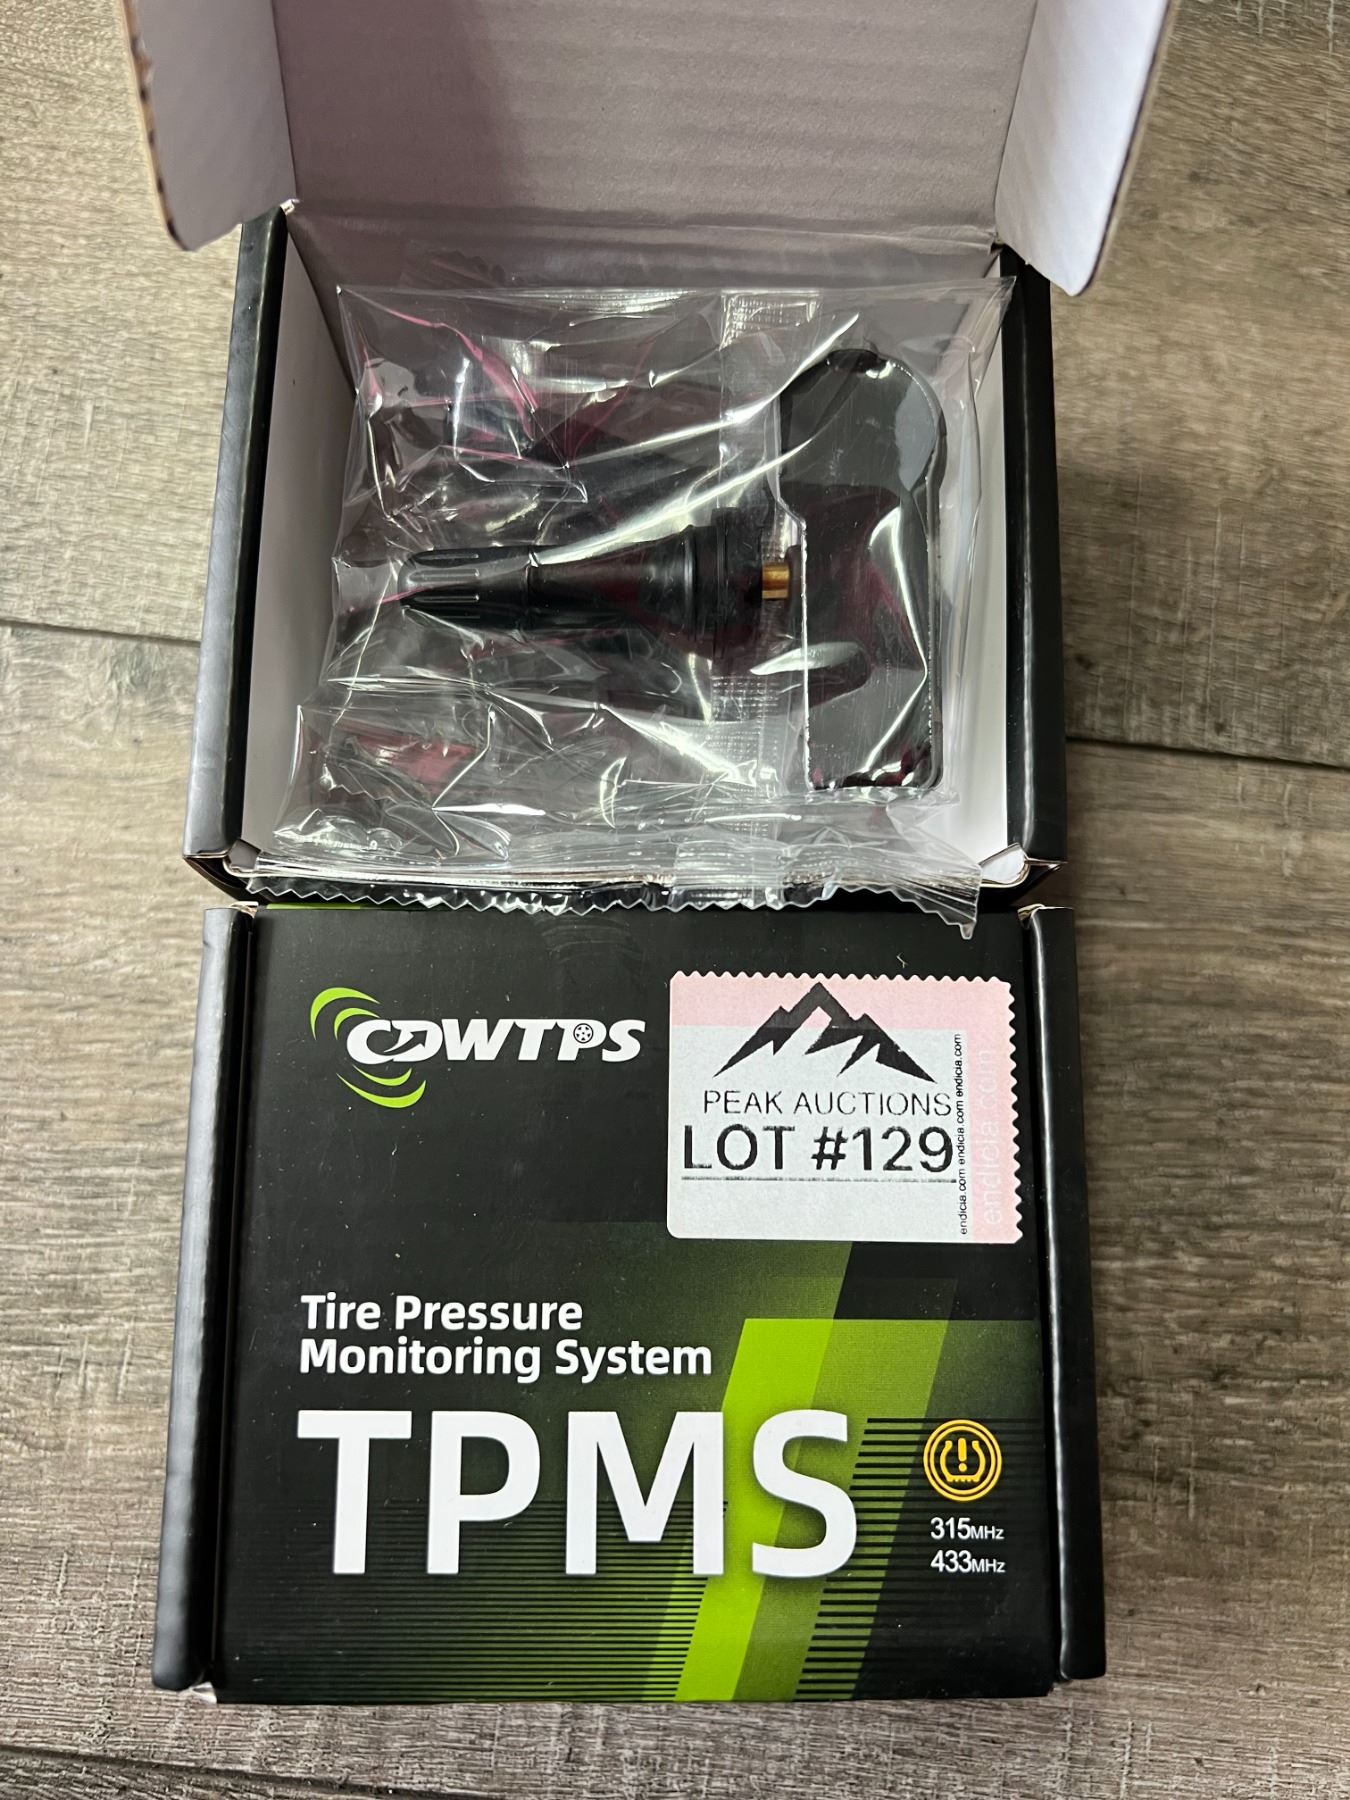 CDWTPS
PEAK AUCTIONS
LOT #129
endicia.com endicia.com endicia.com
endicia.com
Tire Pressure
Monitoring System
TPMS
315MHz
433MHz